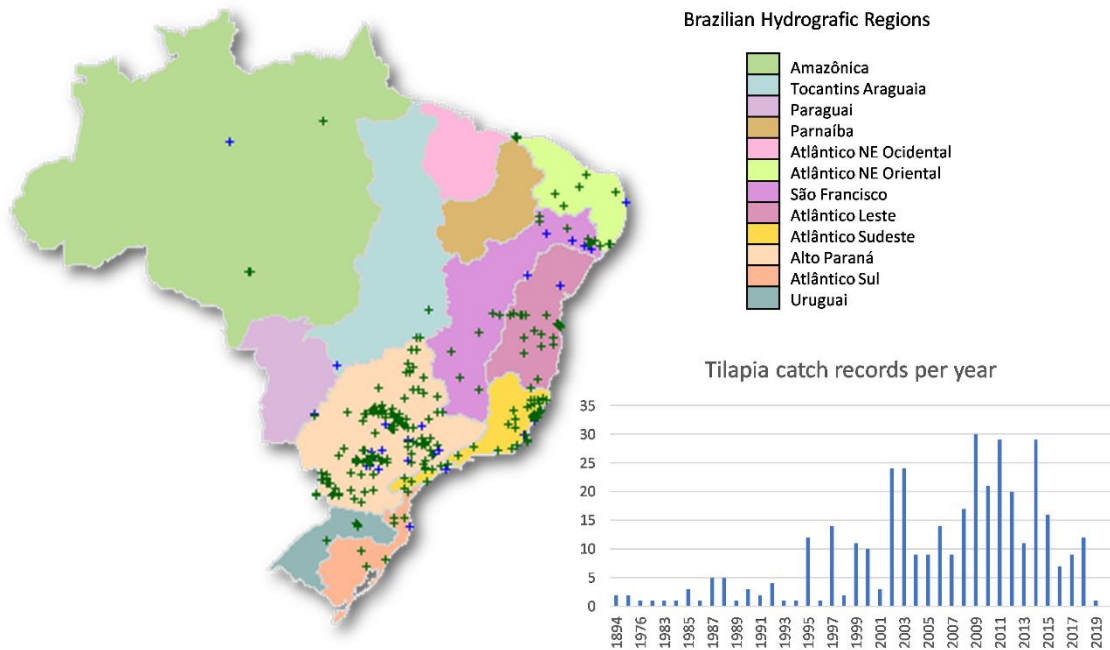 Brazilian Hydrografic Regions
Amazônica
Tocantins Araguaia
Paraguai
Parnaíba
Atlântico NE Ocidental
Atlântico NE Oriental
São Francisco
Atlântico Leste
Atlântico Sudeste
Alto Paraná
Atlântico Sul
Uruguai
Tilapia catch records per year
35
30
25
20
15
10
5
0
1894
1976
1983
1985
1987
1989
1991
1993
1995
1997
1999
2001
2003
2005
2007
2009
2011
2013
2015
2017
2019